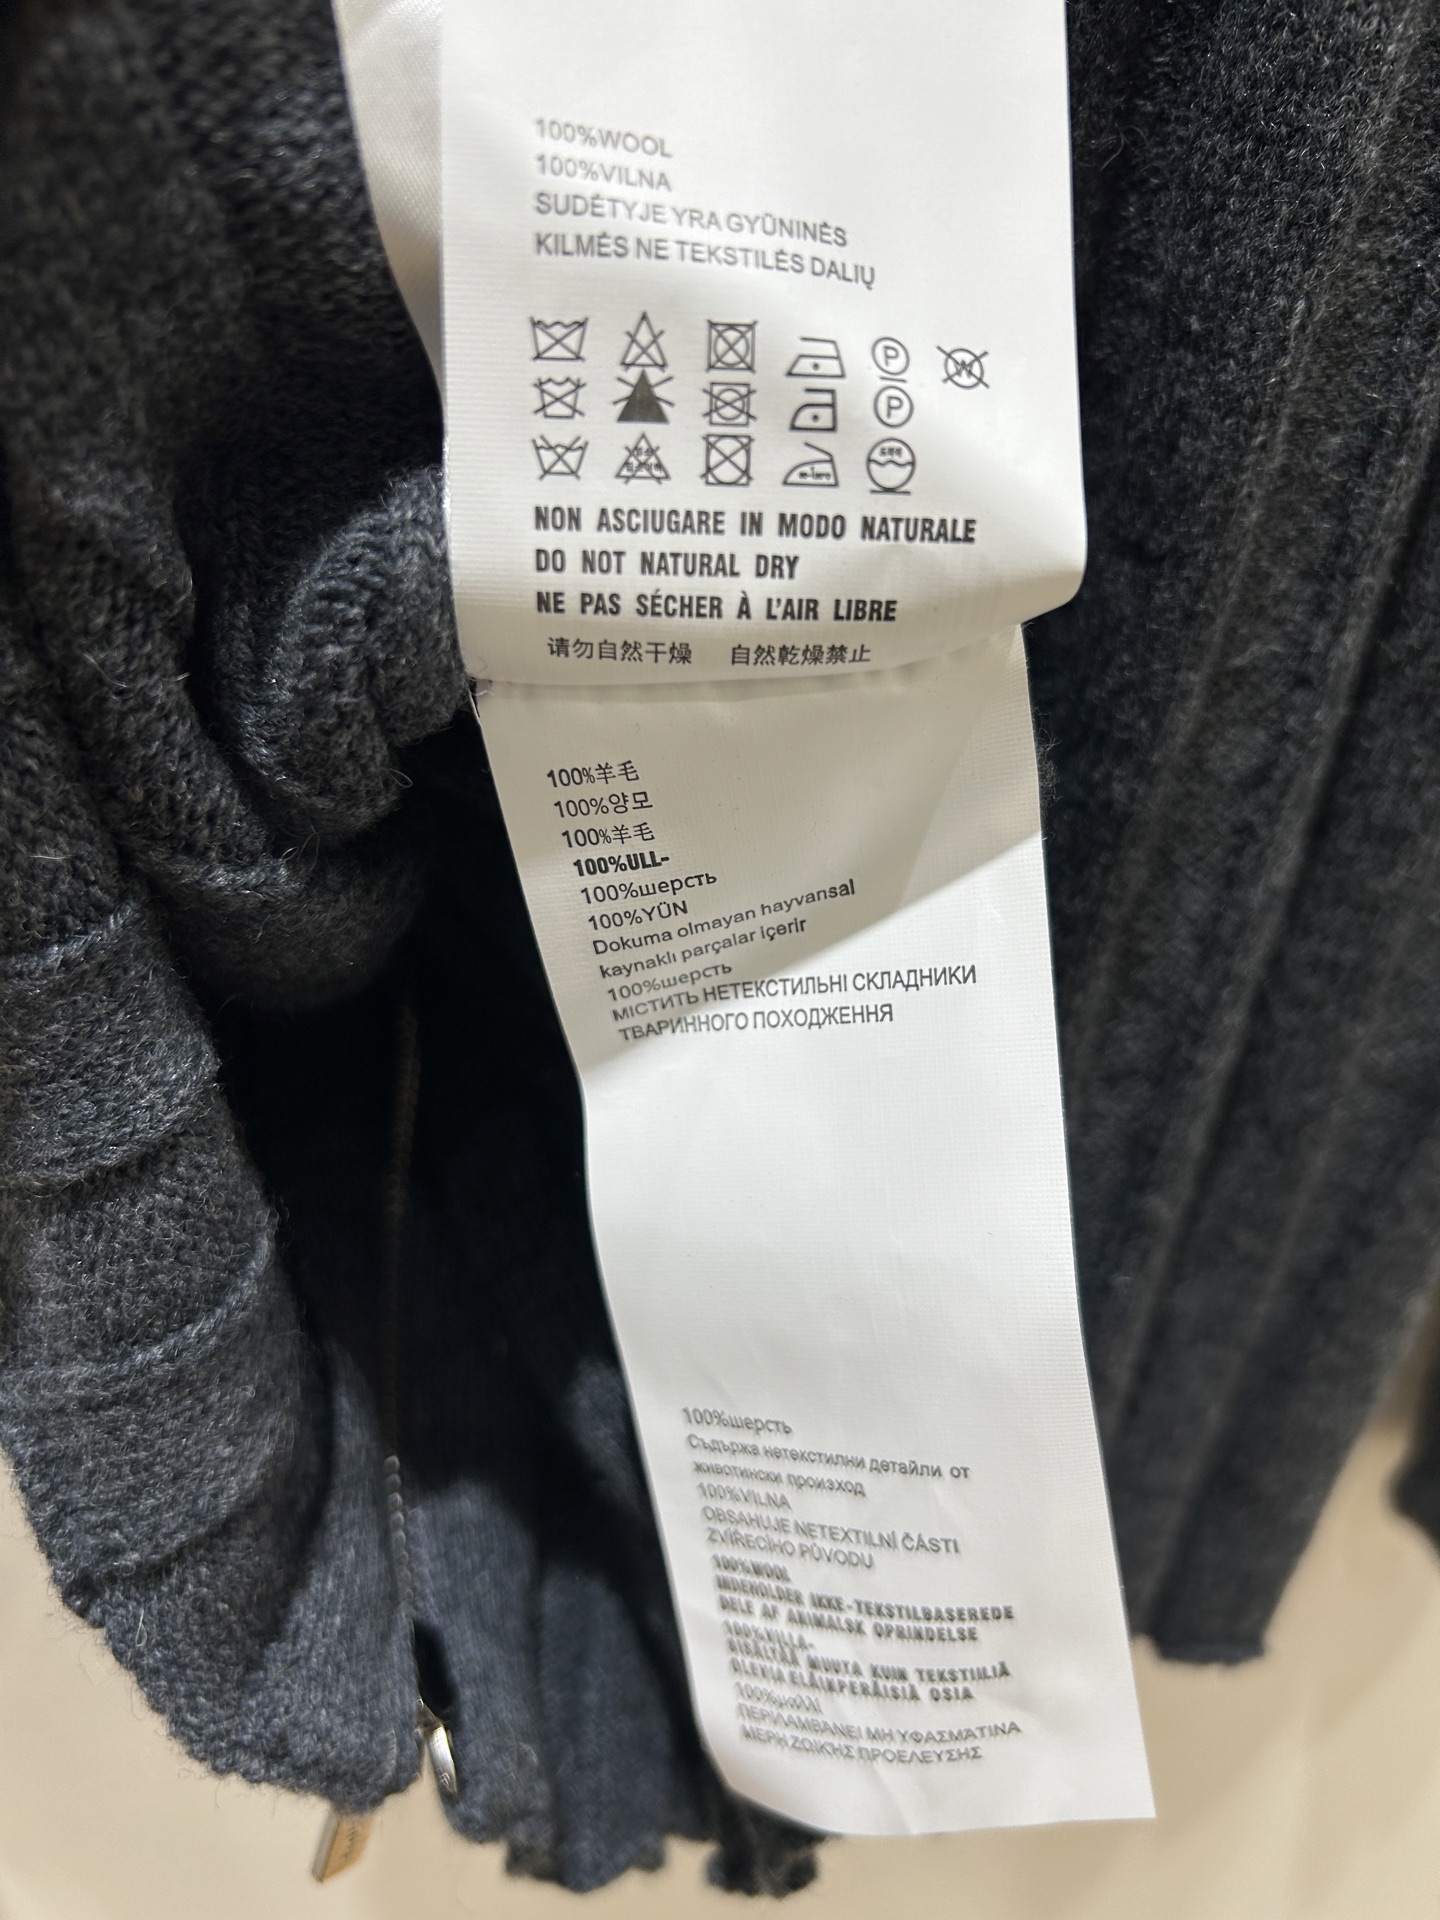 100%WOOL
100%VILNA
SUDĖTYJE YRA GYŪNINĖS
KILMĖS NE TEKSTILĖS DALIŲ
P
W
P
NON ASCIUGARE IN MODO NATURALE
DO NOT NATURAL DRY
NE PAS SÉCHER À L'AIR LIBRE
请勿自然干燥 自然乾燥禁止
100%羊毛
100%양모
100%羊毛
100%ULL-
100%шерсть
100%YÜN
Dokuma olmayan hayvansal
kaynaklı parçalar içerir
100%шерсть
МІСТИТЬ НЕТЕКСТИЛЬНІ СКЛАДНИКИ
ТВАРИННОГО ПОХОДЖЕННЯ
100%шерсть
Съдържа нетекстилни детайли от
животински произход
100%VILNA
OBSAHUJE NETEXTILNÍ ČÁSTI
ZVÍŘECÍHO PŮVODU
100%WOOL
INDEHOLDER IKKE-TEKSTILBASEREDE
DELE AF ANIMALSK OPRINDELSE
100%VILLA-
SISÄLTÄÄ MUUTA KUIN TEKSTIILIÄ
OLEVIA ELÄINPERÄISIÄ OSIA
100%μαλλί
ΠΕΡΙΛΑΜΒΑΝΕΙ ΜΗ ΥΦΑΣΜΑΤΙΝΑ
ΜΕΡΗ ΖΩΙΚΗΣ ΠΡΟΕΛΕΥΣΗΣ